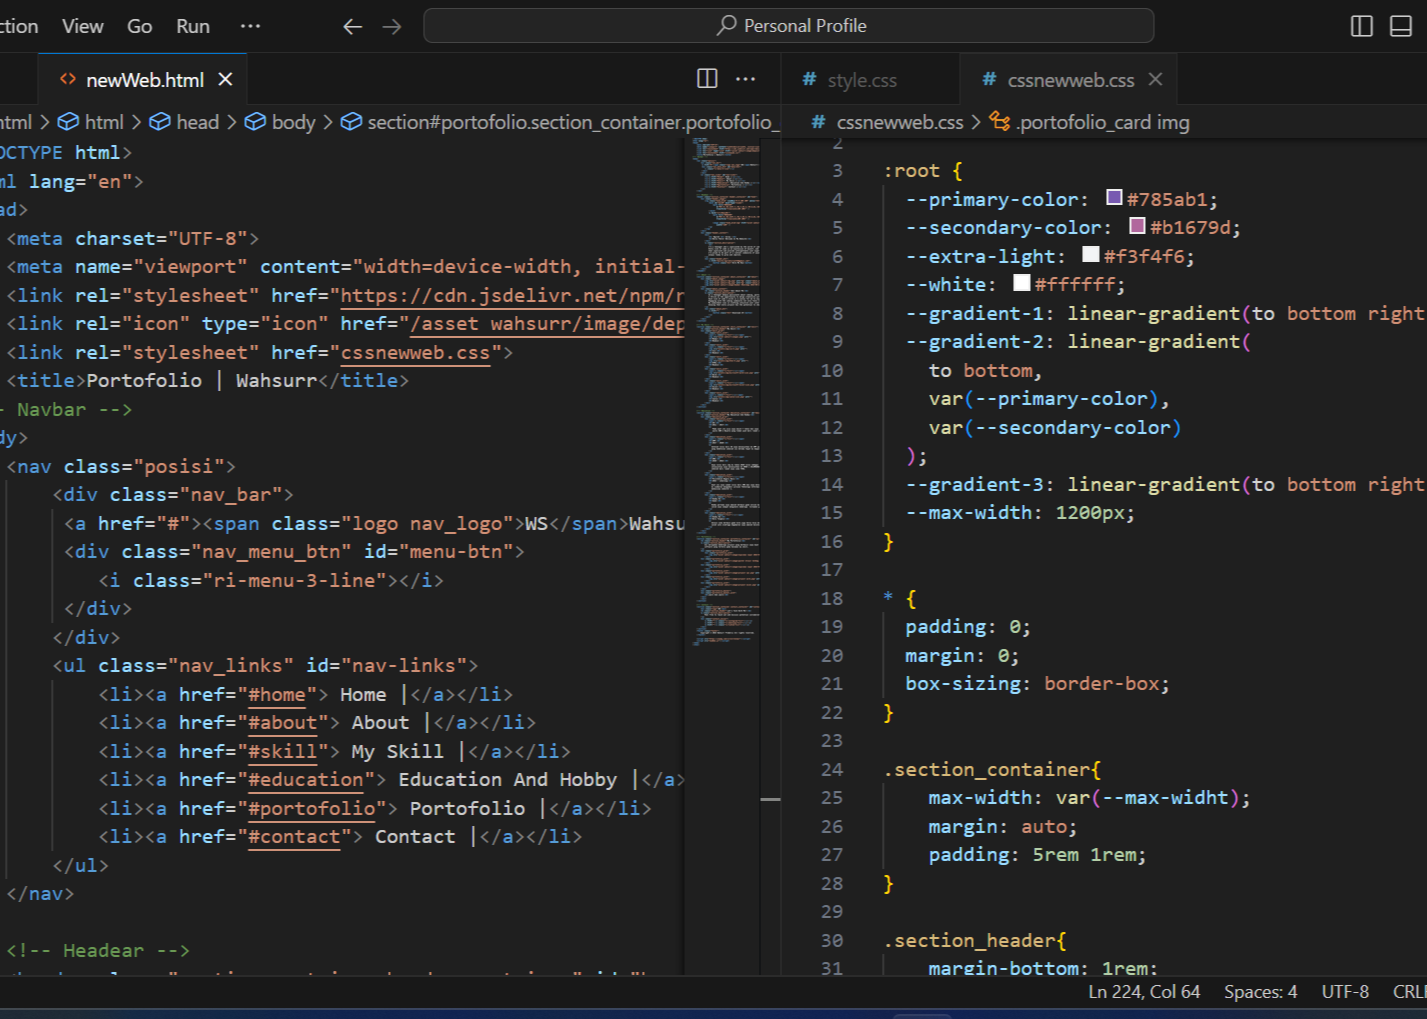 ction View Go Run ··· ← → Personal Profile
<> newWeb.html × ···
html > html > head > body > section#portofolio.section_container.portofolio_
OCTYPE html>
ml lang="en">
ad>
<meta charset="UTF-8">
<meta name="viewport" content="width=device-width, initial-
<link rel="stylesheet" href="https://cdn.jsdelivr.net/npm/r
<link rel="icon" type="icon" href="/asset wahsurr/image/dep
<link rel="stylesheet" href="cssnewweb.css">
<title>Portofolio | Wahsurr</title>
- Navbar -->
dy>
<nav class="posisi">
<div class="nav_bar">
<a href="#"><span class="logo nav_logo">WS</span>Wahsu
<div class="nav_menu_btn" id="menu-btn">
<i class="ri-menu-3-line"></i>
</div>
</div>
<ul class="nav_links" id="nav-links">
<li><a href="#home"> Home |</a></li>
<li><a href="#about"> About |</a></li>
<li><a href="#skill"> My Skill |</a></li>
<li><a href="#education"> Education And Hobby |</a>
<li><a href="#portofolio"> Portofolio |</a></li>
<li><a href="#contact"> Contact |</a></li>
</ul>
</nav>
<!-- Headear -->
# style.css # cssnewweb.css ×
# cssnewweb.css > .portofolio_card img
2
3 :root {
4 --primary-color: #785ab1;
5 --secondary-color: #b1679d;
6 --extra-light: #f3f4f6;
7 --white: #ffffff;
8 --gradient-1: linear-gradient(to bottom right
9 --gradient-2: linear-gradient(
10 to bottom,
11 var(--primary-color),
12 var(--secondary-color)
13 );
14 --gradient-3: linear-gradient(to bottom right
15 --max-width: 1200px;
16 }
17
18 * {
19 padding: 0;
20 margin: 0;
21 box-sizing: border-box;
22 }
23
24 .section_container{
25 max-width: var(--max-widht);
26 margin: auto;
27 padding: 5rem 1rem;
28 }
29
30 .section_header{
31 margin-bottom: 1rem;
Ln 224, Col 64 Spaces: 4 UTF-8 CRL